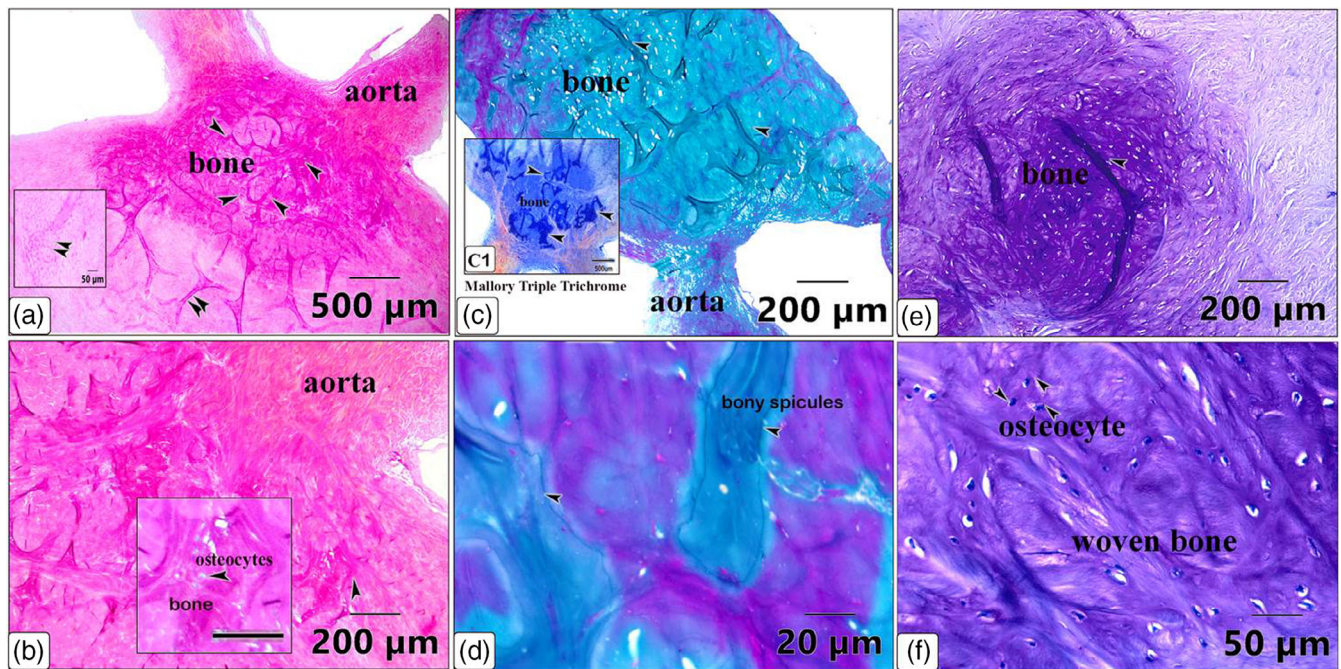 aorta
bone
50 µm
(a)
500 µm
bone
bone
C1
500µm
Mallory Triple Trachrome
(c)
aorta
200 µm
bone
(e)
200 µm
aorta
osteocytes
bone
(b)
200 µm
bony spicules
(d)
20 µm
osteocyte
woven bone
(f)
50 µm